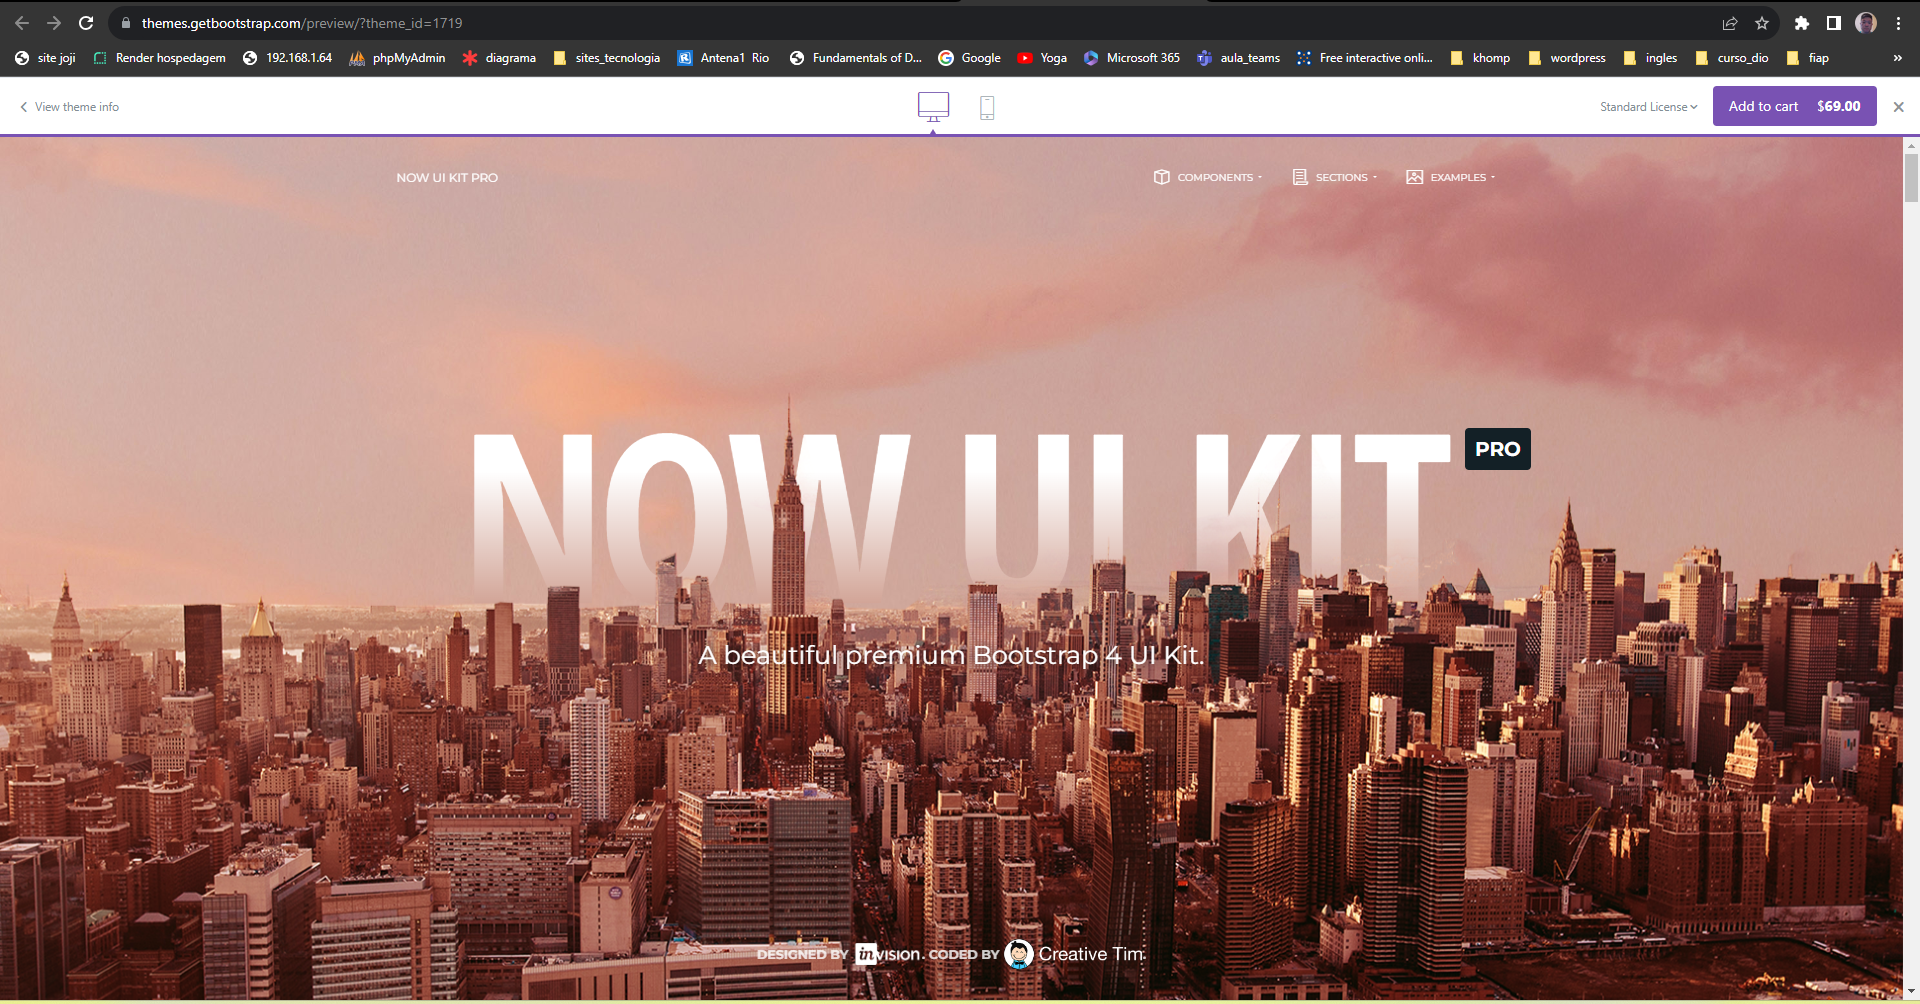 themes.getbootstrap.com/preview/?theme_id=1719
site joji Render hospedagem 192.168.1.64 phpMyAdmin diagrama sites_tecnologia Antena1 Rio Fundamentals of D... Google Yoga Microsoft 365 aula_teams Free interactive onli... khomp wordpress ingles curso_dio fiap »
View theme info Standard License Add to cart $69.00
NOW UI KIT PRO COMPONENTS SECTIONS EXAMPLES
NOW UI KIT PRO
A beautiful premium Bootstrap 4 UI Kit.
DESIGNED BY invision. CODED BY Creative Tim.